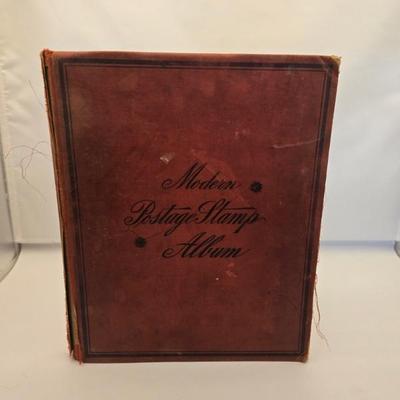 Modern
Postage Stamp
Album